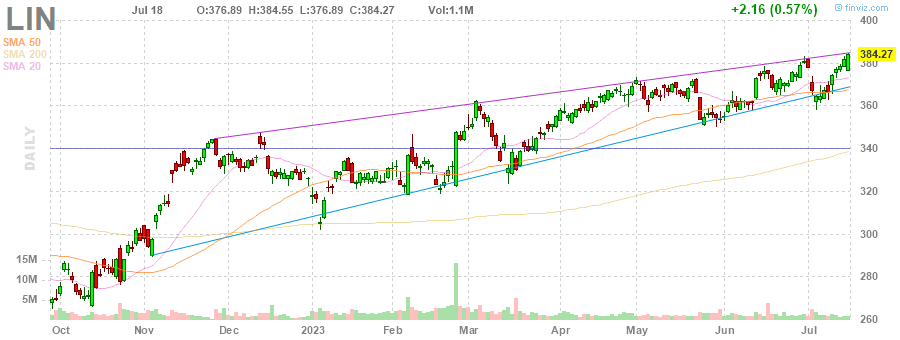 LIN
Jul 18 O:376.89 H:384.55 L:376.89 C:384.27 Vol:1.1M +2.16 (0.57%) © finviz.com
SMA 50
SMA 200
SMA 20
DAILY
400
384.27
380
360
340
320
300
280
260
15M
10M
5M
Oct Nov Dec 2023 Feb Mar Apr May Jun Jul